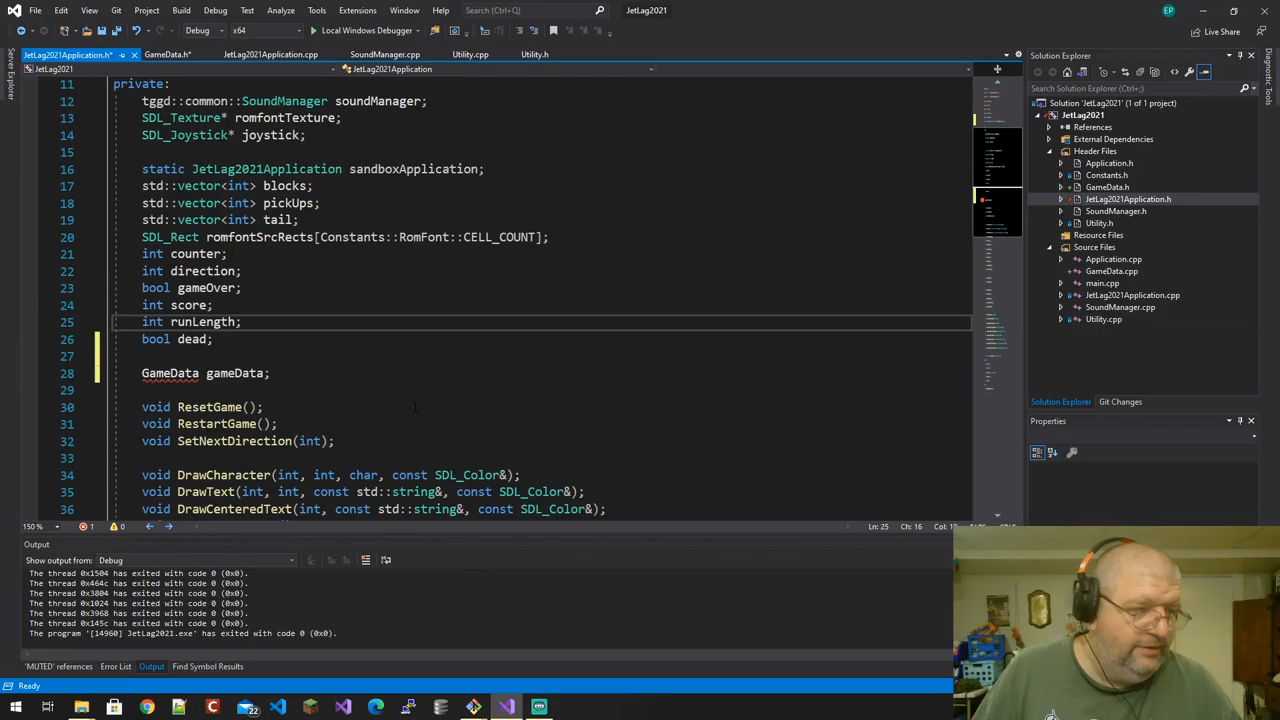 File Edit View Git Project Build Debug Test Analyze Tools Extensions Window Help Search (Ctrl+Q) JetLag2021 EP
Debug x64 Local Windows Debugger Live Share
JetLag2021Application.h* GameData.h* JetLag2021Application.cpp SoundManager.cpp Utility.cpp Utility.h
JetLag2021 JetLag2021Application
Server Explorer
11 private:
12 tggd::common::SoundManager soundManager;
13 SDL_Texture* romfontTexture;
14 SDL_Joystick* joystick;
15
16 static JetLag2021Application sandboxApplication;
17 std::vector<int> blocks;
18 std::vector<int> pickUps;
19 std::vector<int> tail;
20 SDL_Rect romfontSrcRects[Constants::RomFont::CELL_COUNT];
21 int counter;
22 int direction;
23 bool gameOver;
24 int score;
25 int runLength;
26 bool dead;
27
28 GameData gameData;
29
30 void ResetGame();
31 void RestartGame();
32 void SetNextDirection(int);
33
34 void DrawCharacter(int, int, char, const SDL_Color&);
35 void DrawText(int, int, const std::string&, const SDL_Color&);
36 void DrawCenteredText(int, const std::string&, const SDL_Color&);
150 % 1 0 Ln: 25 Ch: 16
Output
Show output from: Debug
The thread 0x1504 has exited with code 0 (0x0).
The thread 0x464c has exited with code 0 (0x0).
The thread 0x3804 has exited with code 0 (0x0).
The thread 0x1024 has exited with code 0 (0x0).
The thread 0x3968 has exited with code 0 (0x0).
The thread 0x145c has exited with code 0 (0x0).
The program '[14960] JetLag2021.exe' has exited with code 0 (0x0).
'MUTED' references Error List Output Find Symbol Results
Ready
Solution Explorer
Search Solution Explorer (Ctrl+;)
Solution 'JetLag2021' (1 of 1 project)
JetLag2021
References
External Dependencies
Header Files
Application.h
Constants.h
GameData.h
JetLag2021Application.h
SoundManager.h
Utility.h
Resource Files
Source Files
Application.cpp
GameData.cpp
main.cpp
JetLag2021Application.cpp
SoundManager.cpp
Utility.cpp
Solution Explorer Git Changes
Properties
Diagnostic Tools
22